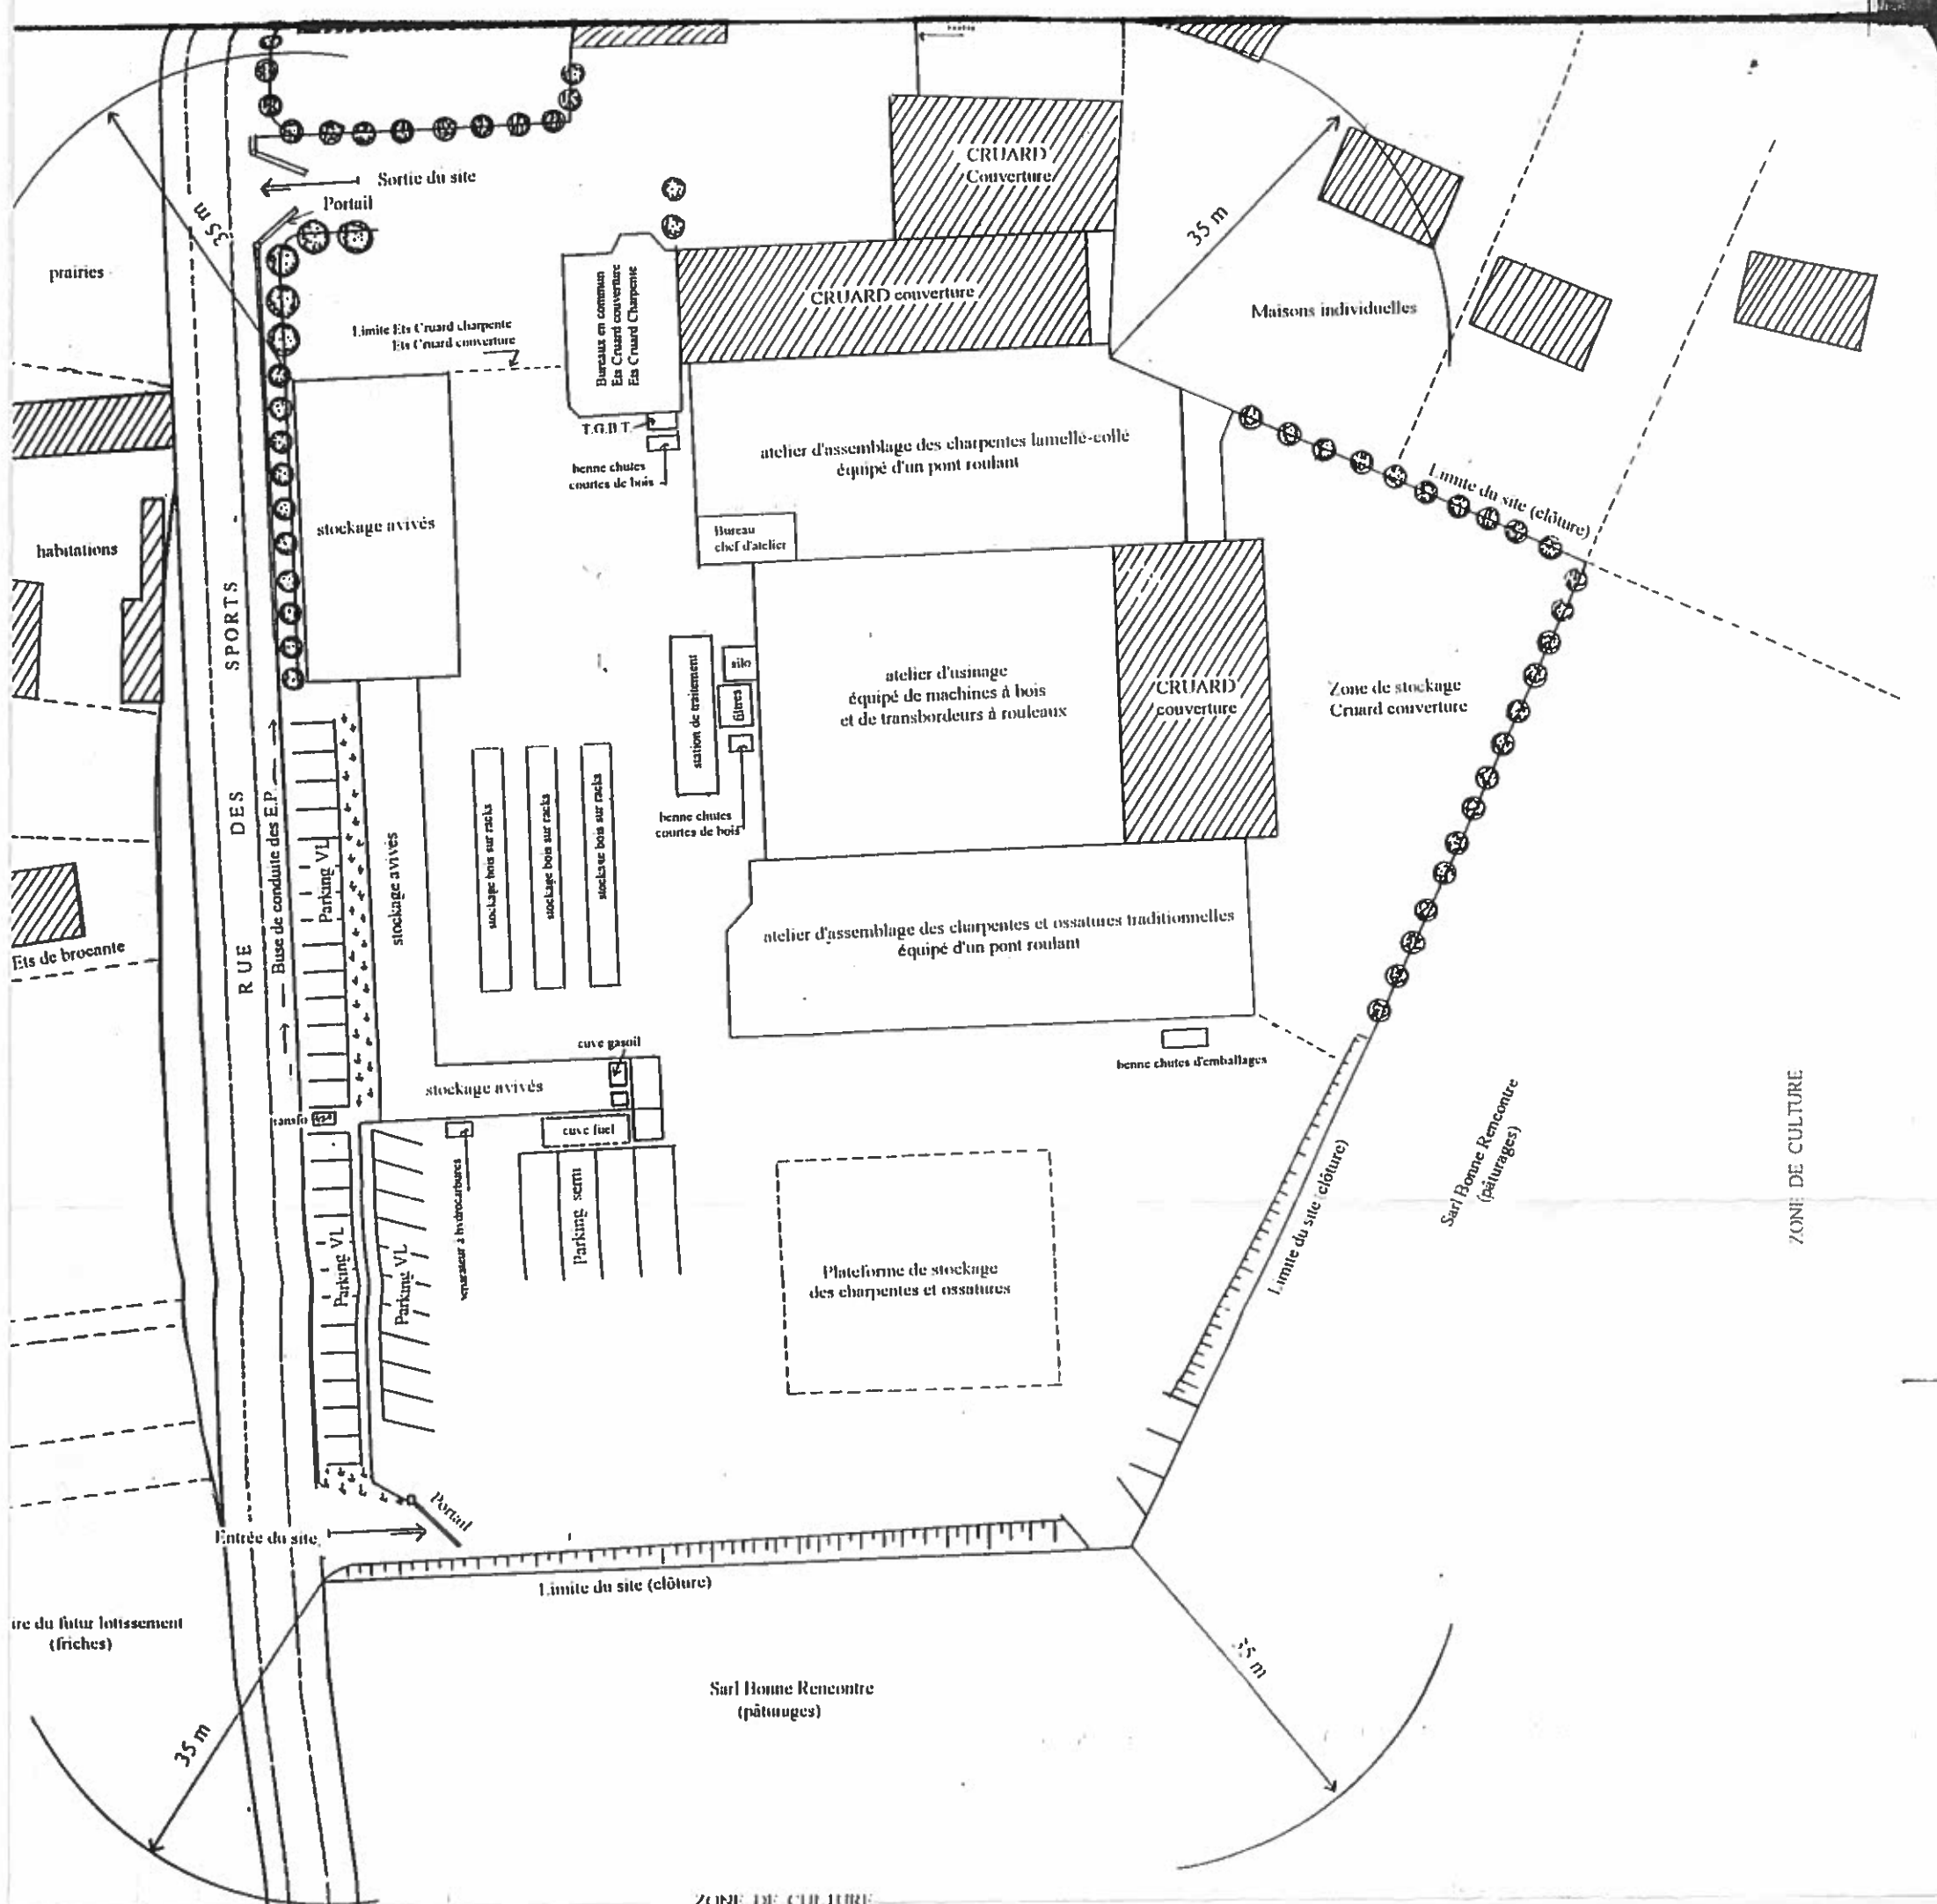 CRUARD
Couverture
Sortie du site
Portail
35 m
35 m
prairies
CRUARD couverture
Bureaux en commun
Ets Cruard couverture
Ets Cruard Charpente
Maisons individuelles
Limite Ets Cruard charpente
Ets Cruard couverture
T.G.B.T.
benne chutes
courtes de bois
atelier d'assemblage des charpentes lamellé-collé
équipé d'un pont roulant
Limite du site (clôture)
stockage avivés
Bureau
chef d'atelier
habitations
RUE DES SPORTS
station de traitement
silo
filtres
atelier d'usinage
équipé de machines à bois
et de transbordeurs à rouleaux
CRUARD
couverture
Zone de stockage
Cruard couverture
Buse de conduite des E.P.
Parking VL
stockage avivés
stockage bois sur racks
stockage bois sur racks
stockage bois sur racks
benne chutes
courtes de bois
Ets de brocante
atelier d'assemblage des charpentes et ossatures traditionnelles
équipé d'un pont roulant
cuve gasoil
benne chutes d'emballages
stockage avivés
cuve fuel
Parking VL
Parking VL
séparateur à hydrocarbures
Parking semi
Plateforme de stockage
des charpentes et ossatures
Limite du site (clôture)
Sarl Bonne Rencontre
(pâturages)
ZONE DE CULTURE
Portail
Entrée du site
Limite du site (clôture)
du futur lotissement
(friches)
Sarl Bonne Rencontre
(pâturages)
35 m
35 m
ZONE DE CULTURE